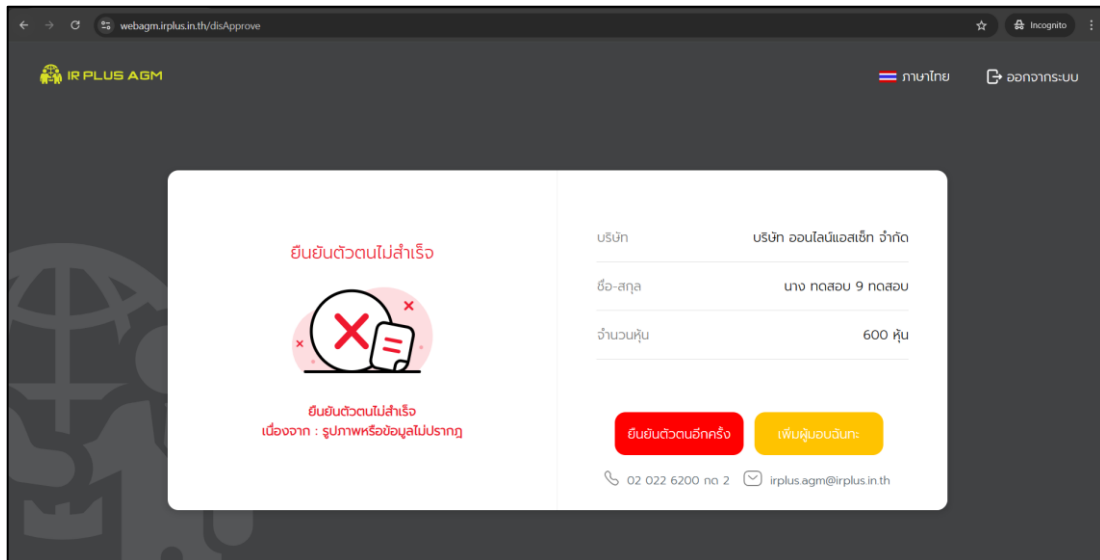 webagm.irplus.in.th/disApprove
Incognito
IR PLUS AGM
ภาษาไทย
ออกจากระบบ
ยืนยันตัวตนไม่สำเร็จ
ยืนยันตัวตนไม่สำเร็จ
เนื่องจาก : รูปภาพหรือข้อมูลไม่ปรากฎ
บริษัท บริษัท ออนไลน์แอสเซ็ท จำกัด
ชื่อ-สกุล นาง ทดสอบ 9 ทดสอบ
จำนวนหุ้น 600 หุ้น
ยืนยันตัวตนอีกครั้ง เพิ่มผู้มอบฉันทะ
02 022 6200 กด 2 irplus.agm@irplus.in.th